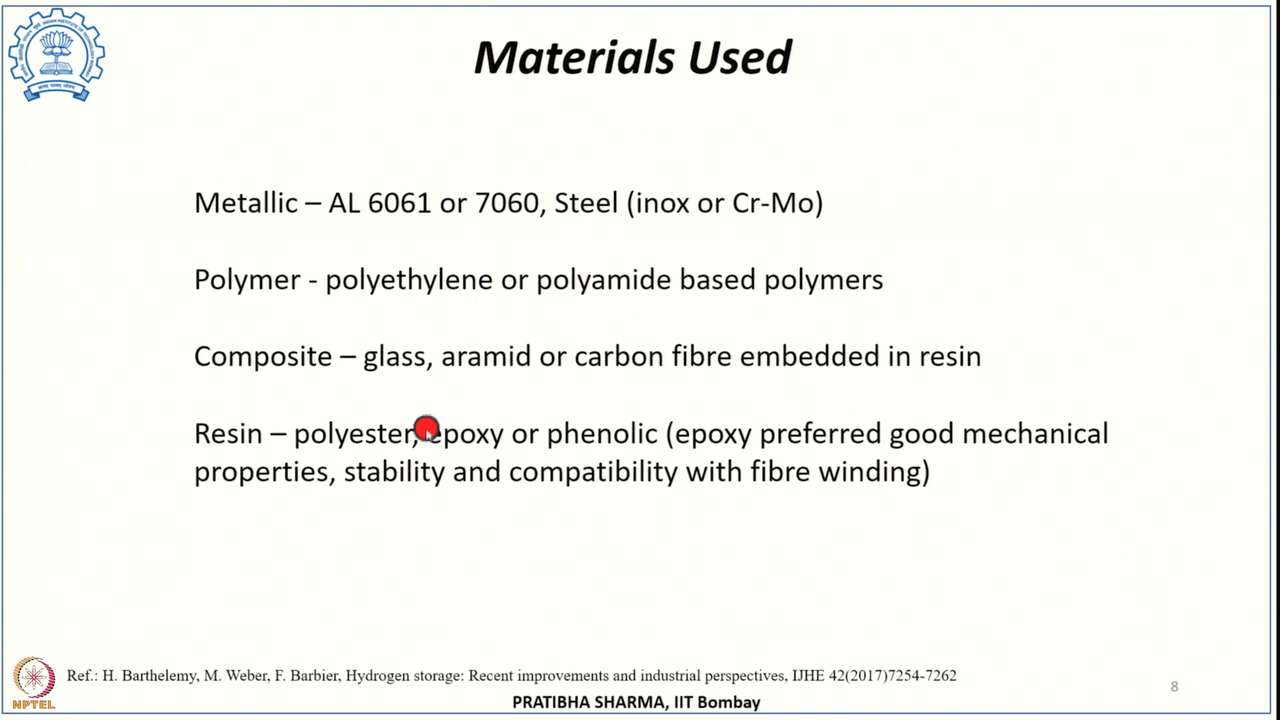 Materials Used
Metallic – AL 6061 or 7060, Steel (inox or Cr-Mo)
Polymer - polyethylene or polyamide based polymers
Composite – glass, aramid or carbon fibre embedded in resin
Resin – polyester, epoxy or phenolic (epoxy preferred good mechanical
properties, stability and compatibility with fibre winding)
Ref.: H. Barthelemy, M. Weber, F. Barbier, Hydrogen storage: Recent improvements and industrial perspectives, IJHE 42(2017)7254-7262
8
NPTEL
PRATIBHA SHARMA, IIT Bombay